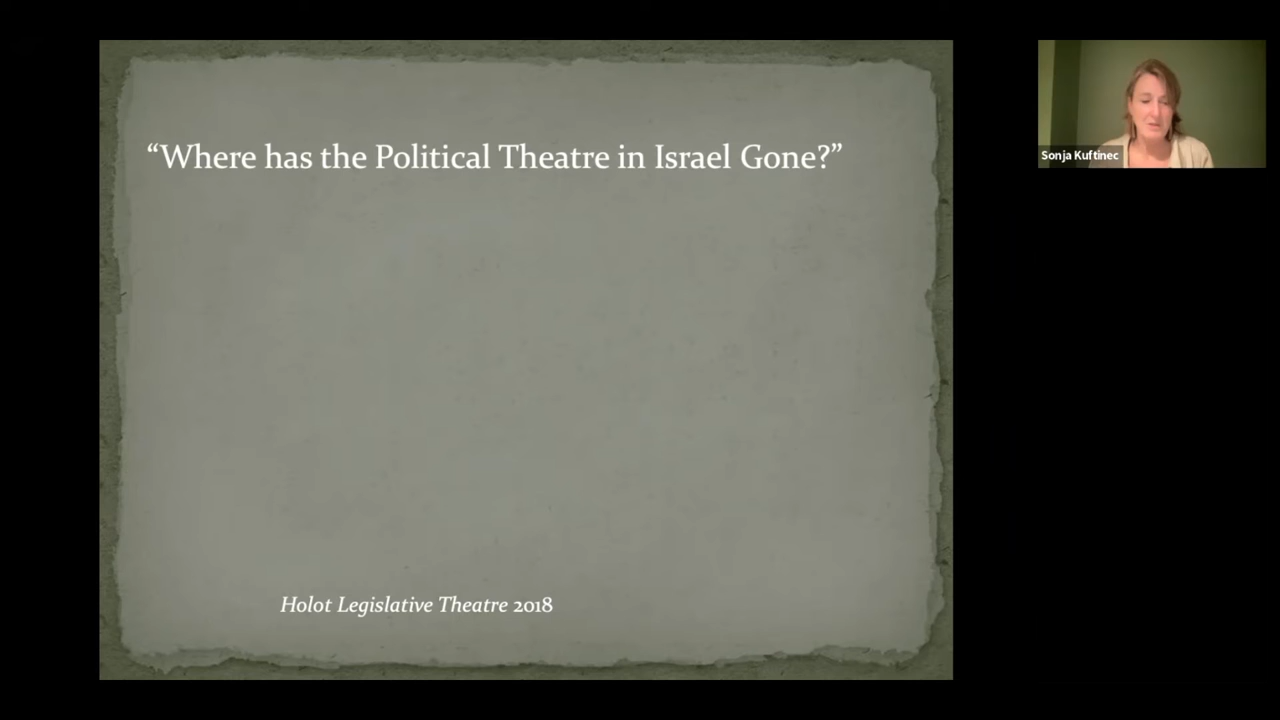 “Where has the Political Theatre in Israel Gone?”
Sonja Kuftinec
Holot Legislative Theatre 2018